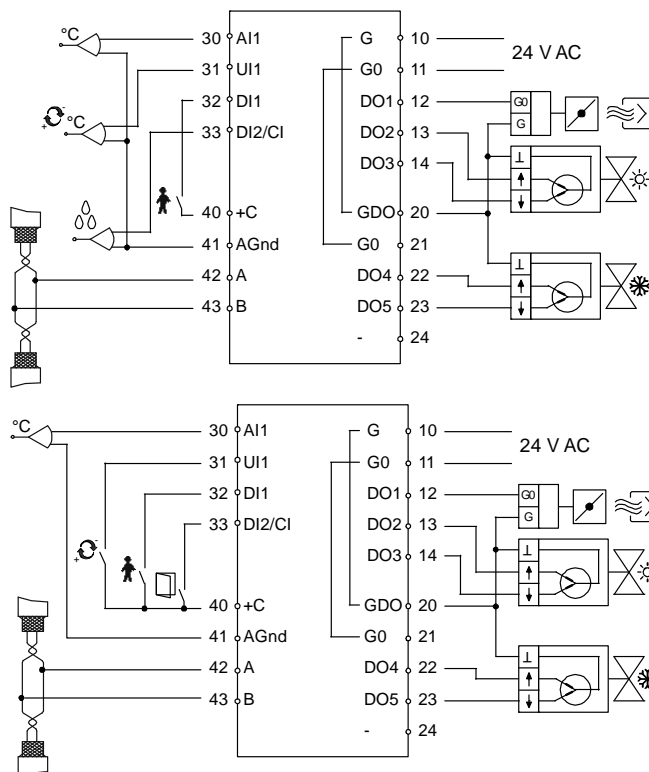 °C 30 AI1 G 10 24 V AC
31 UI1 G0 11
32 DI1 DO1 12 G0
+ - °C 33 DI2/CI DO2 13 G
DO3 14 ⊥
↑
↓
40 +C GDO 20
41 AGnd G0 21
42 A DO4 22 ⊥
↑
43 B DO5 23 ↓
- 24
°C 30 AI1 G 10 24 V AC
31 UI1 G0 11
32 DI1 DO1 12 G0
33 DI2/CI DO2 13 G
DO3 14 ⊥
+ - ↑
↓
40 +C GDO 20
41 AGnd G0 21
42 A DO4 22 ⊥
↑
43 B DO5 23 ↓
- 24